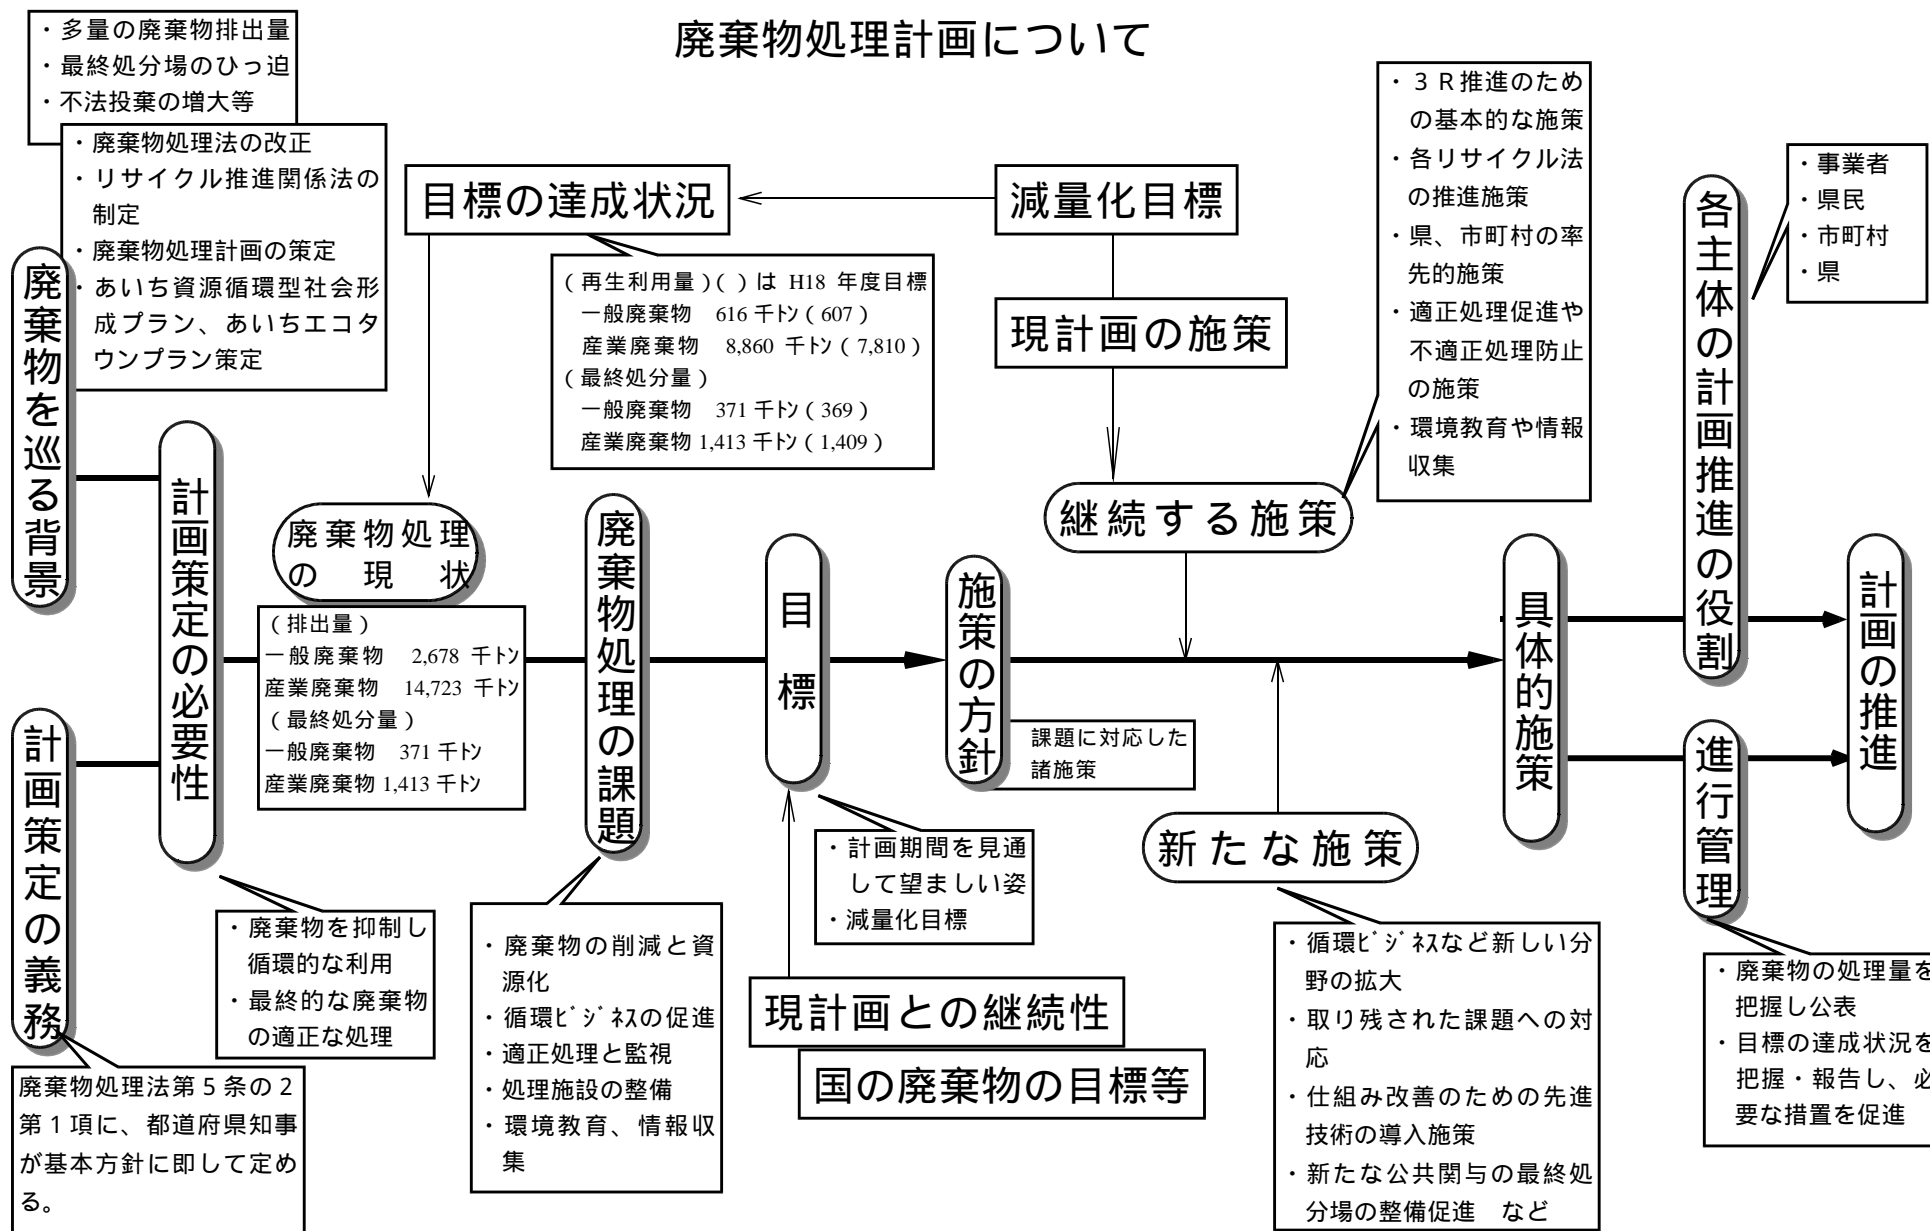 廃棄物処理計画について
・多量の廃棄物排出量
・最終処分場のひっ迫
・不法投棄の増大等
・廃棄物処理法の改正
・リサイクル推進関係法の
制定
・廃棄物処理計画の策定
・あいち資源循環型社会形
成プラン、あいちエコタ
ウンプラン策定
廃棄物を巡る背景
計画策定の義務
廃棄物処理法第5条の2
第1項に、都道府県知事
が基本方針に即して定め
る。
計画策定の必要性
・廃棄物を抑制し
循環的な利用
・最終的な廃棄物
の適正な処理
目標の達成状況
減量化目標
(再生利用量)( )は H18 年度目標
一般廃棄物 616 千トン(607)
産業廃棄物 8,860 千トン(7,810)
(最終処分量)
一般廃棄物 371 千トン(369)
産業廃棄物 1,413 千トン(1,409)
現計画の施策
廃棄物処理
の現状
(排出量)
一般廃棄物 2,678 千トン
産業廃棄物 14,723 千トン
(最終処分量)
一般廃棄物 371 千トン
産業廃棄物 1,413 千トン
廃棄物処理の課題
・廃棄物の削減と資
源化
・循環ビジネスの促進
・適正処理と監視
・処理施設の整備
・環境教育、情報収
集
目標
・計画期間を見通
して望ましい姿
・減量化目標
現計画との継続性
国の廃棄物の目標等
施策の方針
課題に対応した
諸施策
継続する施策
・3R推進のため
の基本的な施策
・各リサイクル法
の推進施策
・県、市町村の率
先的施策
・適正処理促進や
不適正処理防止
の施策
・環境教育や情報
収集
新たな施策
・循環ビジネスなど新しい分
野の拡大
・取り残された課題への対
応
・仕組み改善のための先進
技術の導入施策
・新たな公共関与の最終処
分場の整備促進 など
具体的施策
各主体の計画推進の役割
・事業者
・県民
・市町村
・県
進行管理
・廃棄物の処理量を
把握し公表
・目標の達成状況を
把握・報告し、必
要な措置を促進
計画の推進